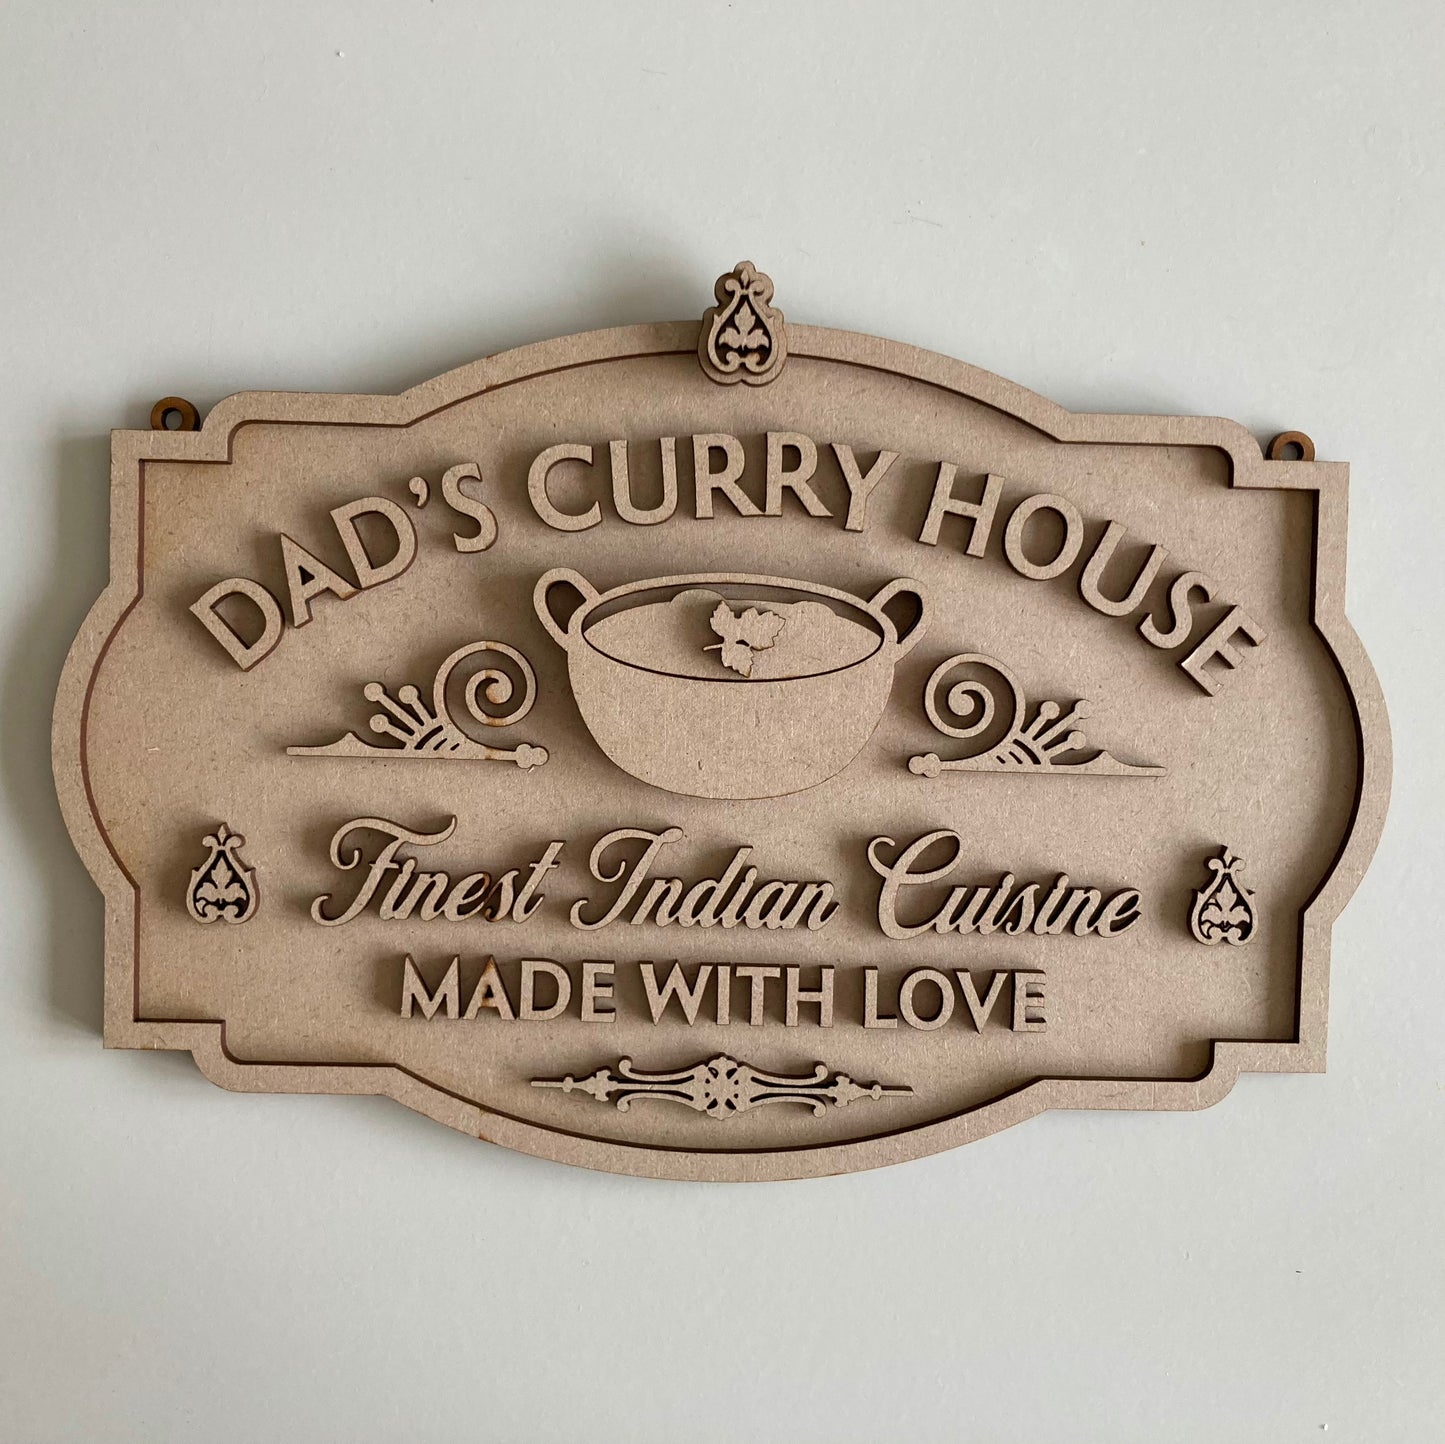 DAD'S CURRY HOUSE
Finest Indian Cuisine
MADE WITH LOVE